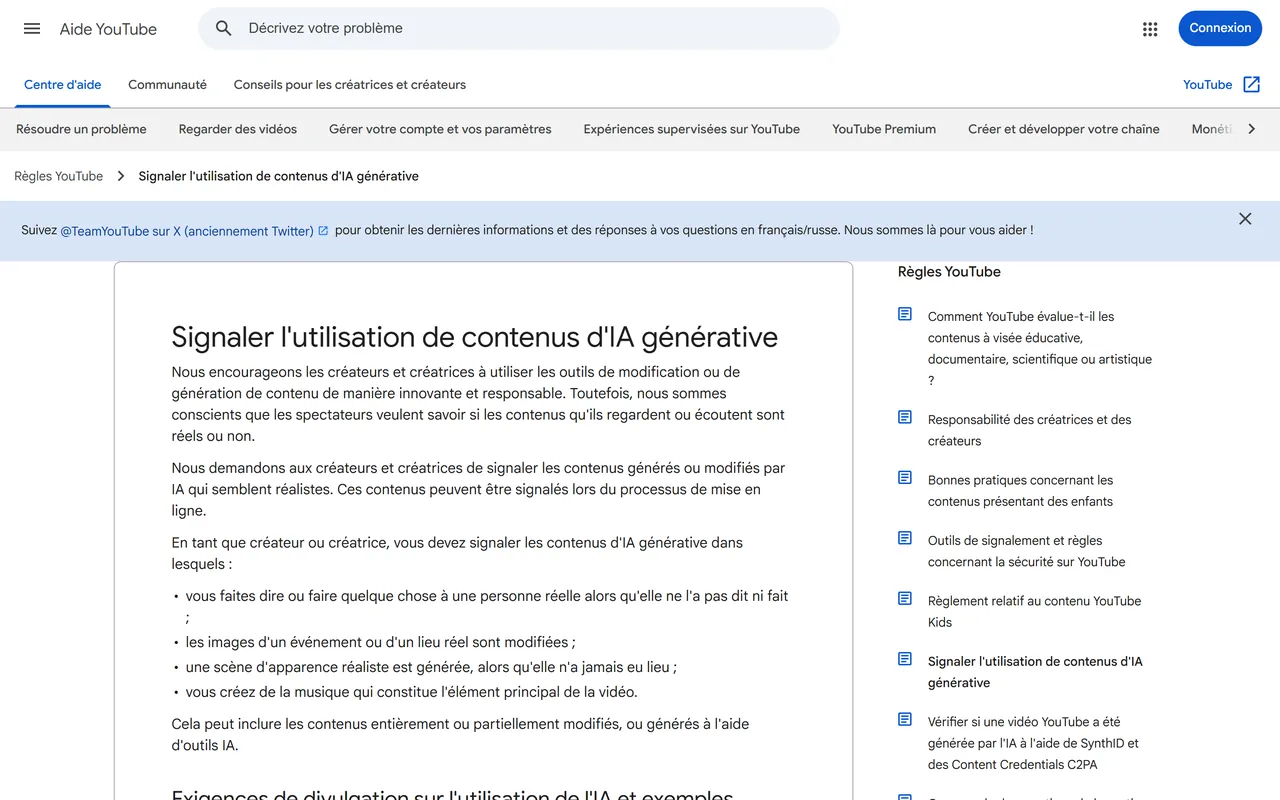 Aide YouTube
Décrivez votre problème
Connexion
Centre d'aide
Communauté
Conseils pour les créatrices et créateurs
YouTube
Résoudre un problème
Regarder des vidéos
Gérer votre compte et vos paramètres
Expériences supervisées sur YouTube
YouTube Premium
Créer et développer votre chaîne
Monéti
Règles YouTube
Signaler l'utilisation de contenus d'IA générative
Suivez @TeamYouTube sur X (anciennement Twitter) pour obtenir les dernières informations et des réponses à vos questions en français/russe. Nous sommes là pour vous aider !
Signaler l'utilisation de contenus d'IA générative
Nous encourageons les créateurs et créatrices à utiliser les outils de modification ou de
génération de contenu de manière innovante et responsable. Toutefois, nous sommes
conscients que les spectateurs veulent savoir si les contenus qu'ils regardent ou écoutent sont
réels ou non.
Nous demandons aux créateurs et créatrices de signaler les contenus générés ou modifiés par
IA qui semblent réalistes. Ces contenus peuvent être signalés lors du processus de mise en
ligne.
En tant que créateur ou créatrice, vous devez signaler les contenus d'IA générative dans
lesquels :
• vous faites dire ou faire quelque chose à une personne réelle alors qu'elle ne l'a pas dit ni fait
;
• les images d'un événement ou d'un lieu réel sont modifiées ;
• une scène d'apparence réaliste est générée, alors qu'elle n'a jamais eu lieu ;
• vous créez de la musique qui constitue l'élément principal de la vidéo.
Cela peut inclure les contenus entièrement ou partiellement modifiés, ou générés à l'aide
d'outils IA.
Exigences de divulgation sur l'utilisation de l'IA et exemples
Règles YouTube
Comment YouTube évalue-t-il les
contenus à visée éducative,
documentaire, scientifique ou artistique
?
Responsabilité des créatrices et des
créateurs
Bonnes pratiques concernant les
contenus présentant des enfants
Outils de signalement et règles
concernant la sécurité sur YouTube
Règlement relatif au contenu YouTube
Kids
Signaler l'utilisation de contenus d'IA
générative
Vérifier si une vidéo YouTube a été
générée par l'IA à l'aide de SynthID et
des Content Credentials C2PA